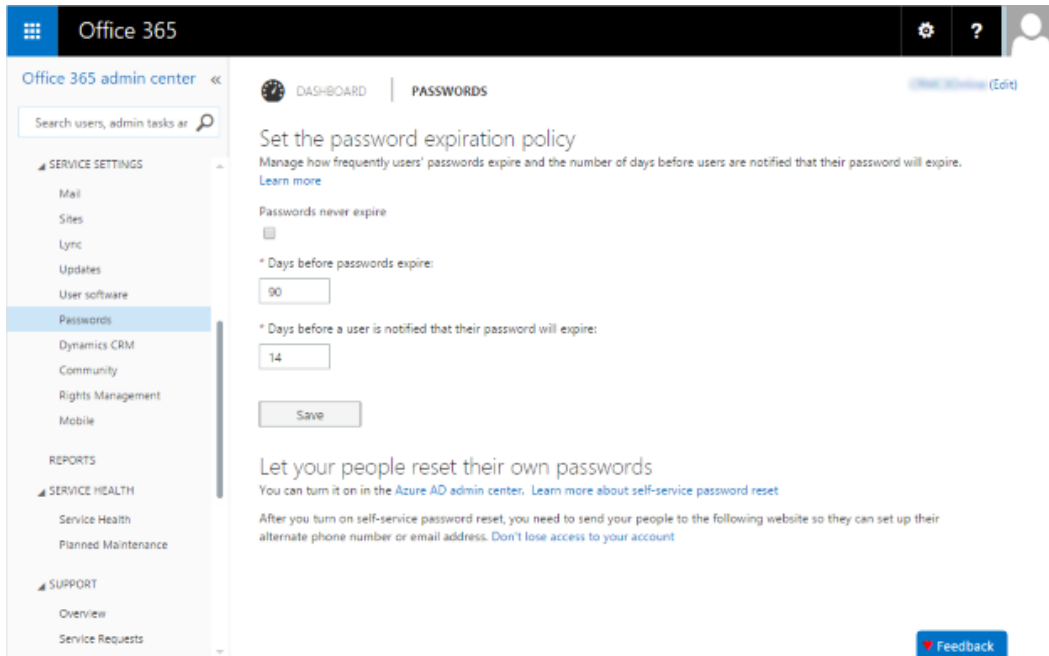 Office 365
?
Office 365 admin center «
Search users, admin tasks ar
SERVICE SETTINGS
Mail
Sites
Lync
Updates
User software
Passwords
Dynamics CRM
Community
Rights Management
Mobile
REPORTS
SERVICE HEALTH
Service Health
Planned Maintenance
SUPPORT
Overview
Service Requests
DASHBOARD | PASSWORDS
(Edit)
Set the password expiration policy
Manage how frequently users' passwords expire and the number of days before users are notified that their password will expire.
Learn more
Passwords never expire
* Days before passwords expire:
90
* Days before a user is notified that their password will expire:
14
Save
Let your people reset their own passwords
You can turn it on in the Azure AD admin center. Learn more about self-service password reset
After you turn on self-service password reset, you need to send your people to the following website so they can set up their
alternate phone number or email address. Don't lose access to your account
Feedback